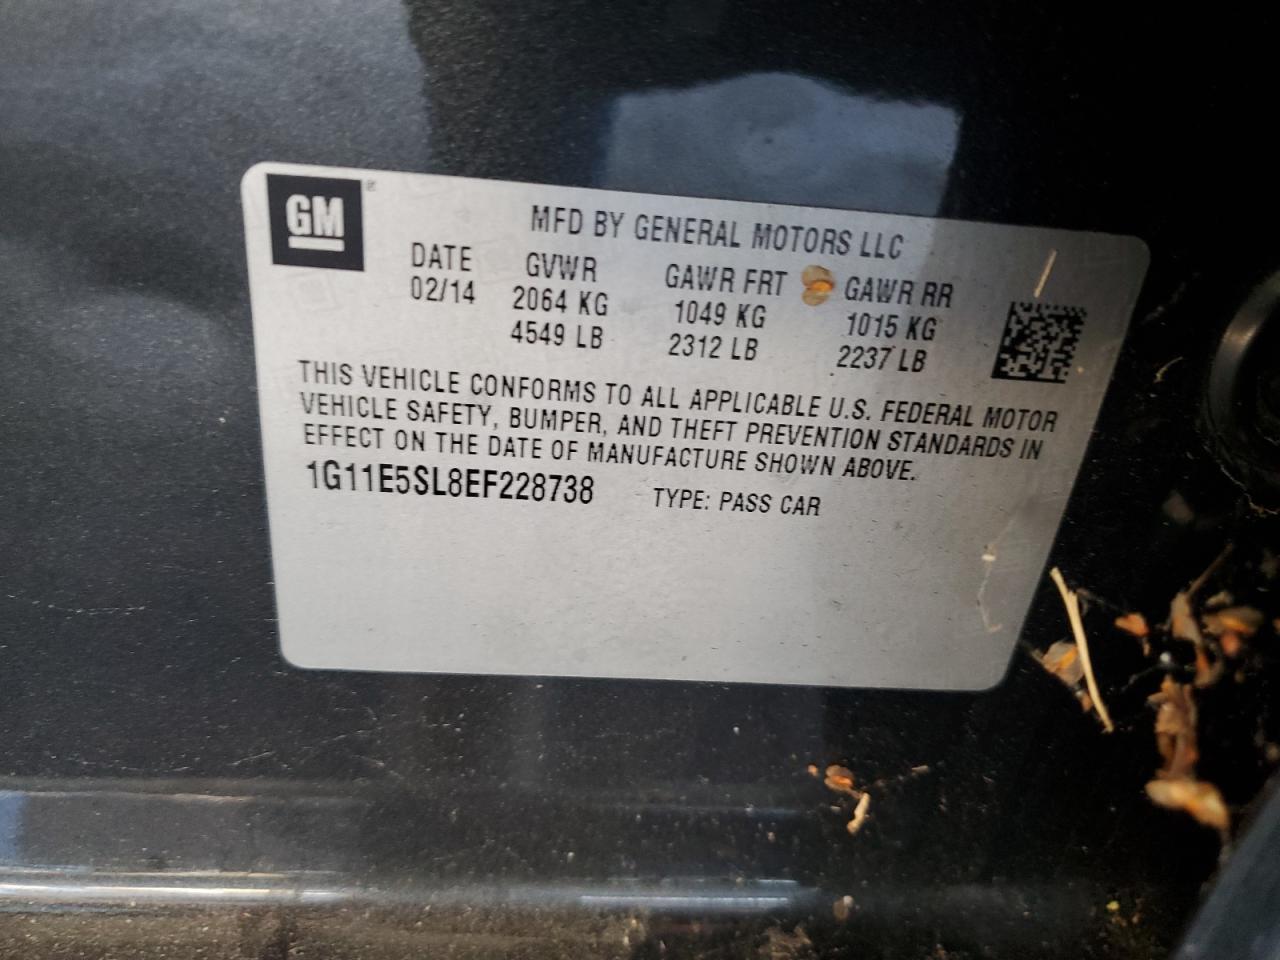 GM ®
MFD BY GENERAL MOTORS LLC
DATE GVWR GAWR FRT GAWR RR
02/14 2064 KG 1049 KG 1015 KG
4549 LB 2312 LB 2237 LB
THIS VEHICLE CONFORMS TO ALL APPLICABLE U.S. FEDERAL MOTOR
VEHICLE SAFETY, BUMPER, AND THEFT PREVENTION STANDARDS IN
EFFECT ON THE DATE OF MANUFACTURE SHOWN ABOVE.
1G11E5SL8EF228738 TYPE: PASS CAR